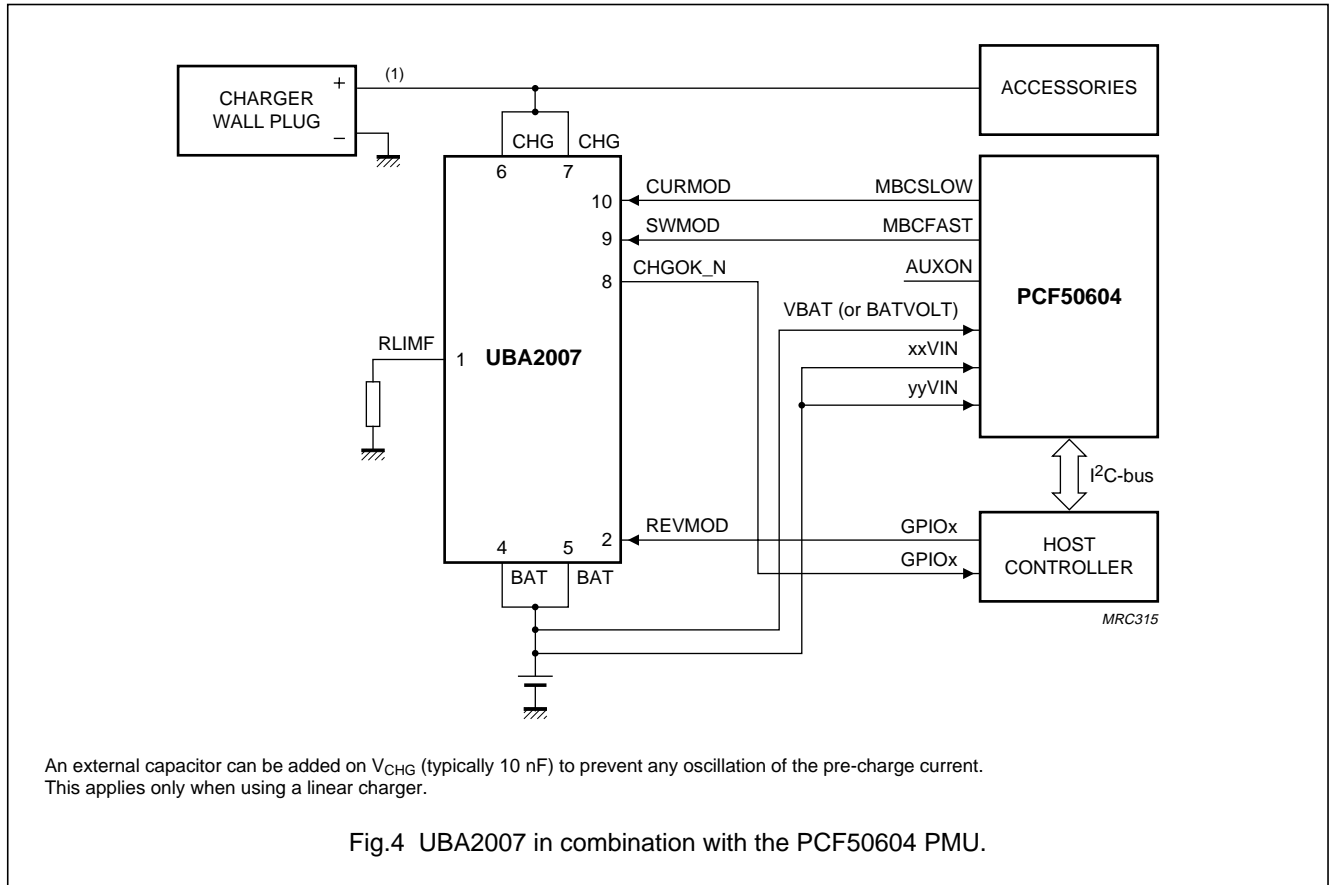 (1)
+
CHARGER
WALL PLUG
−
ACCESSORIES
CHG
CHG
6
7
10
CURMOD
MBCSLOW
9
SWMOD
MBCFAST
8
CHGOK_N
AUXON
PCF50604
VBAT (or BATVOLT)
RLIMF
1
UBA2007
xxVIN
yyVIN
I2C-bus
REVMOD
GPIOx
4
5
2
HOST
CONTROLLER
GPIOx
BAT
BAT
MRC315
An external capacitor can be added on VCHG (typically 10 nF) to prevent any oscillation of the pre-charge current.
This applies only when using a linear charger.
Fig.4 UBA2007 in combination with the PCF50604 PMU.